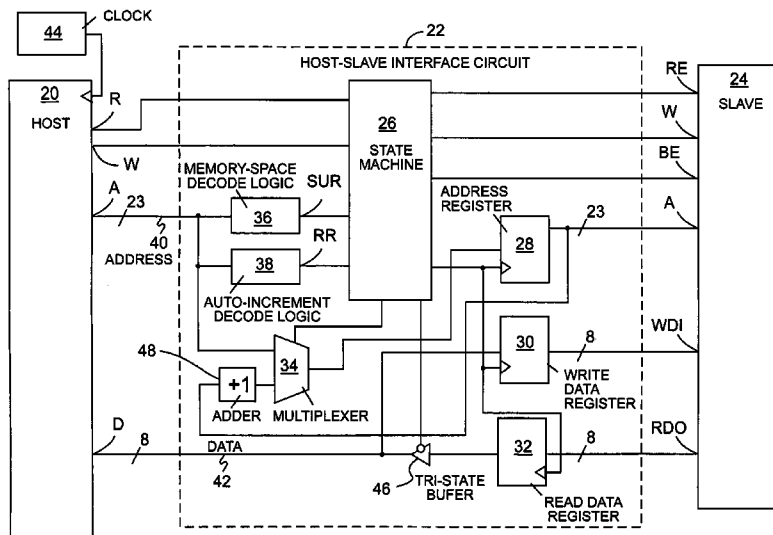 44
CLOCK
22
HOST-SLAVE INTERFACE CIRCUIT
20
HOST
R
W
A
23
40
ADDRESS
MEMORY-SPACE
DECODE LOGIC
36
SUR
38
RR
AUTO-INCREMENT
DECODE LOGIC
26
STATE
MACHINE
RE
24
SLAVE
W
BE
ADDRESS
REGISTER
28
23
A
48
+1
ADDER
34
MULTIPLEXER
30
8
WDI
WRITE
DATA
REGISTER
D
8
DATA
42
46
TRI-STATE
BUFER
32
8
RDO
READ DATA
REGISTER